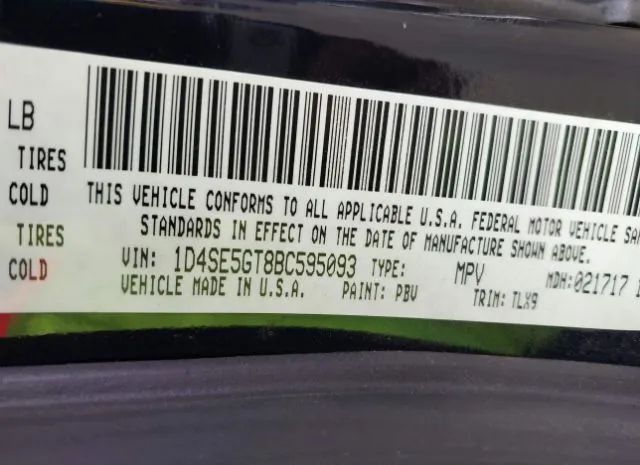 LB
TIRES
COLD
THIS VEHICLE CONFORMS TO ALL APPLICABLE U.S.A. FEDERAL MOTOR VEHICLE
STANDARDS IN EFFECT ON THE DATE OF MANUFACTURE SHOWN ABOVE.
TIRES
VIN: 1D4SE5GT8BC595093 TYPE: MPV MDH:021717
COLD
VEHICLE MADE IN U.S.A. PAINT: PBV TRIM: TLX9